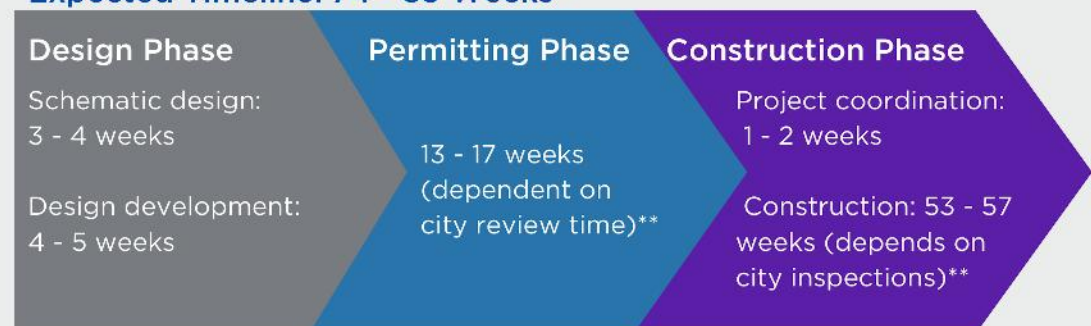 Design Phase
Schematic design:
3 - 4 weeks
Design development:
4 - 5 weeks
Permitting Phase
13 - 17 weeks
(dependent on
city review time)**
Construction Phase
Project coordination:
1 - 2 weeks
Construction: 53 - 57
weeks (depends on
city inspections)**